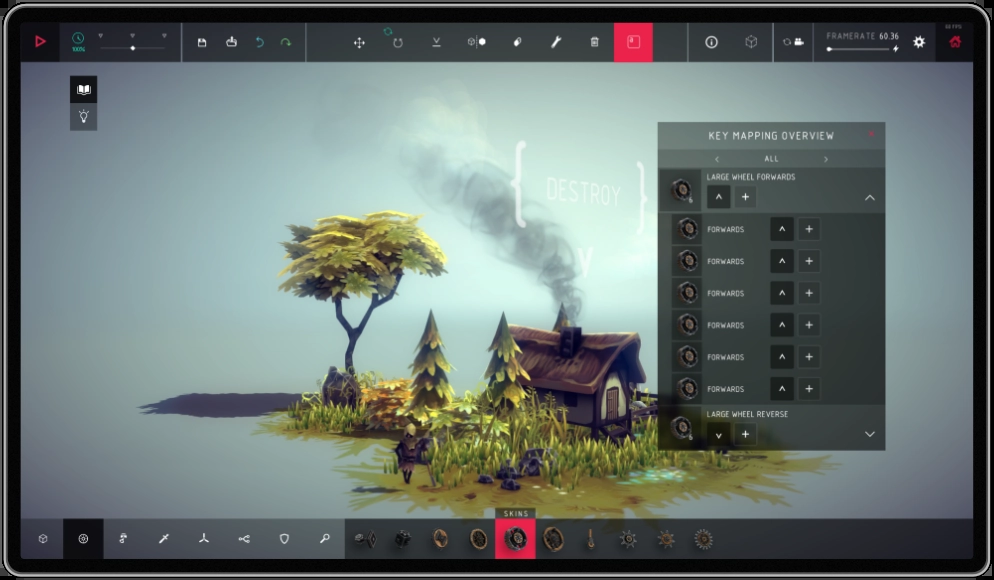 100%
FRAMERATE 60.36
KEY MAPPING OVERVIEW
ALL
LARGE WHEEL FORWARDS
FORWARDS
FORWARDS
FORWARDS
FORWARDS
FORWARDS
FORWARDS
LARGE WHEEL REVERSE
DESTROY
SKINS